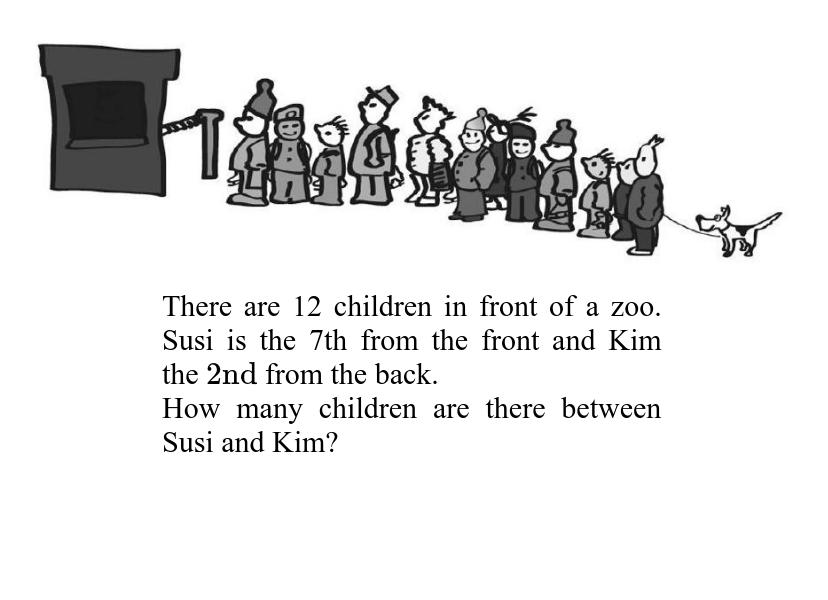 There are 12 children in front of a zoo.
Susi is the 7th from the front and Kim
the 2nd from the back.
How many children are there between
Susi and Kim?